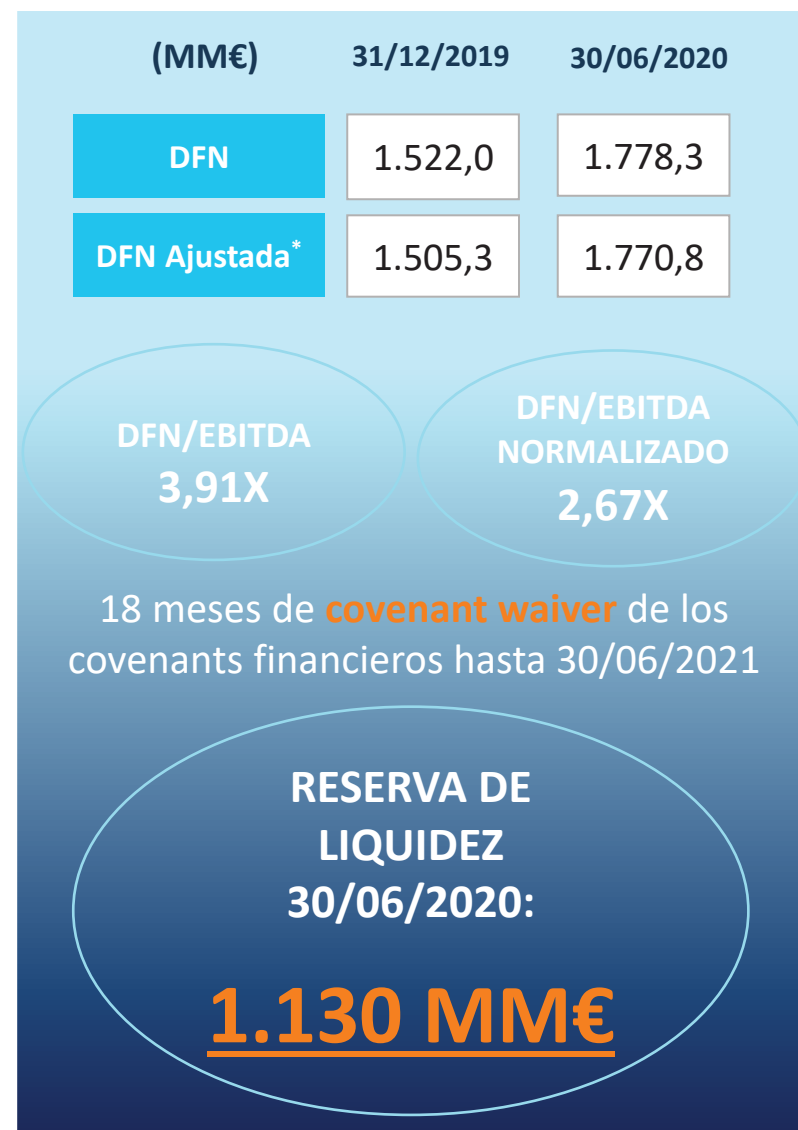 (MM€) 31/12/2019 30/06/2020
DFN 1.522,0 1.778,3
DFN Ajustada* 1.505,3 1.770,8
DFN/EBITDA
3,91X
DFN/EBITDA
NORMALIZADO
2,67X
18 meses de covenant waiver de los
covenants financieros hasta 30/06/2021
RESERVA DE
LIQUIDEZ
30/06/2020:
1.130 MM€